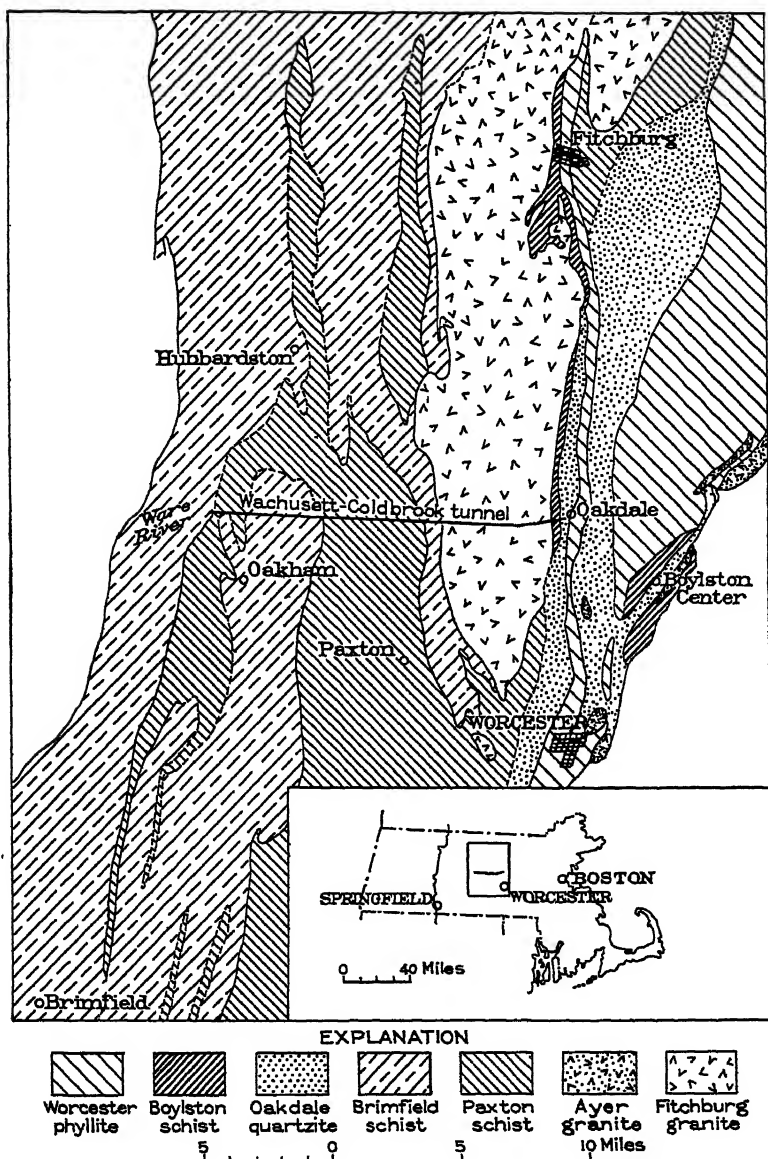 Fitchburg
Hubbardston
Wachusett-Coldbrook tunnel
Ware
River
Oakdale
Oakham
Boylston
Center
Paxton
WORCESTER
BOSTON
SPRINGFIELD
WORCESTER
0 40 Miles
Brimfield
EXPLANATION
Worcester
phyllite
Boylston
schist
Oakdale
quartzite
Brimfield
schist
Paxton
schist
Ayer
granite
Fitchburg
granite
5 0 5 10 Miles